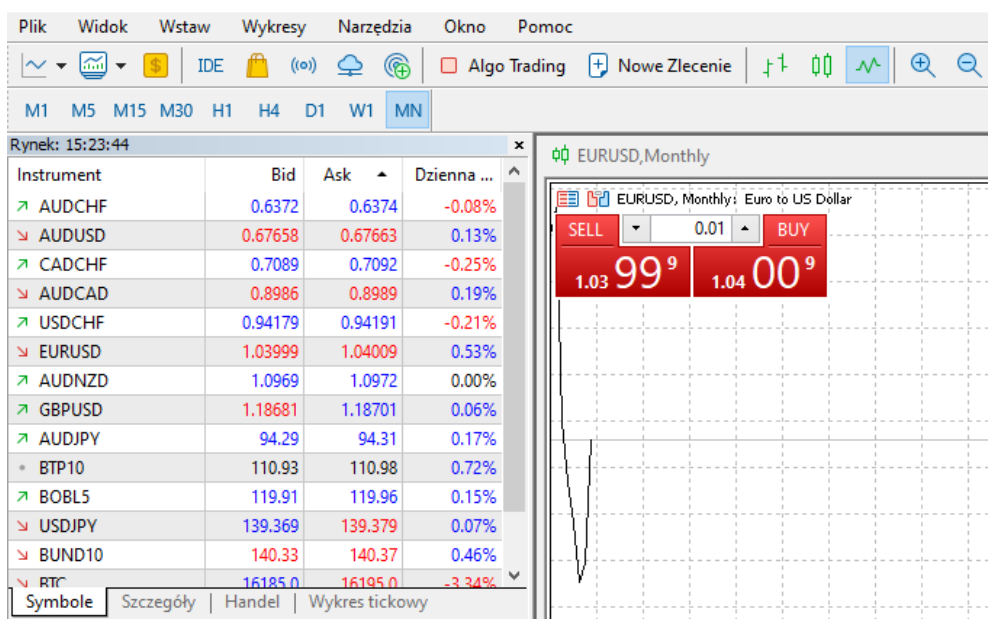 Plik Widok Wstaw Wykresy Narzędzia Okno Pomoc
$ IDE Algo Trading Nowe Zlecenie
M1 M5 M15 M30 H1 H4 D1 W1 MN
Rynek: 15:23:44 ×
Instrument Bid Ask Dzienna ...
AUDCHF 0.6372 0.6374 -0.08%
AUDUSD 0.67658 0.67663 0.13%
CADCHF 0.7089 0.7092 -0.25%
AUDCAD 0.8986 0.8989 0.19%
USDCHF 0.94179 0.94191 -0.21%
EURUSD 1.03999 1.04009 0.53%
AUDNZD 1.0969 1.0972 0.00%
GBPUSD 1.18681 1.18701 0.06%
AUDJPY 94.29 94.31 0.17%
BTP10 110.93 110.98 0.72%
BOBL5 119.91 119.96 0.15%
USDJPY 139.369 139.379 0.07%
BUND10 140.33 140.37 0.46%
BTC 16185.0 16195.0 -3.34%
Symbole Szczegóły | Handel | Wykres tickowy
EURUSD,Monthly
EURUSD, Monthly: Euro to US Dollar
SELL 0.01 BUY
1.03 99 9 1.04 00 9